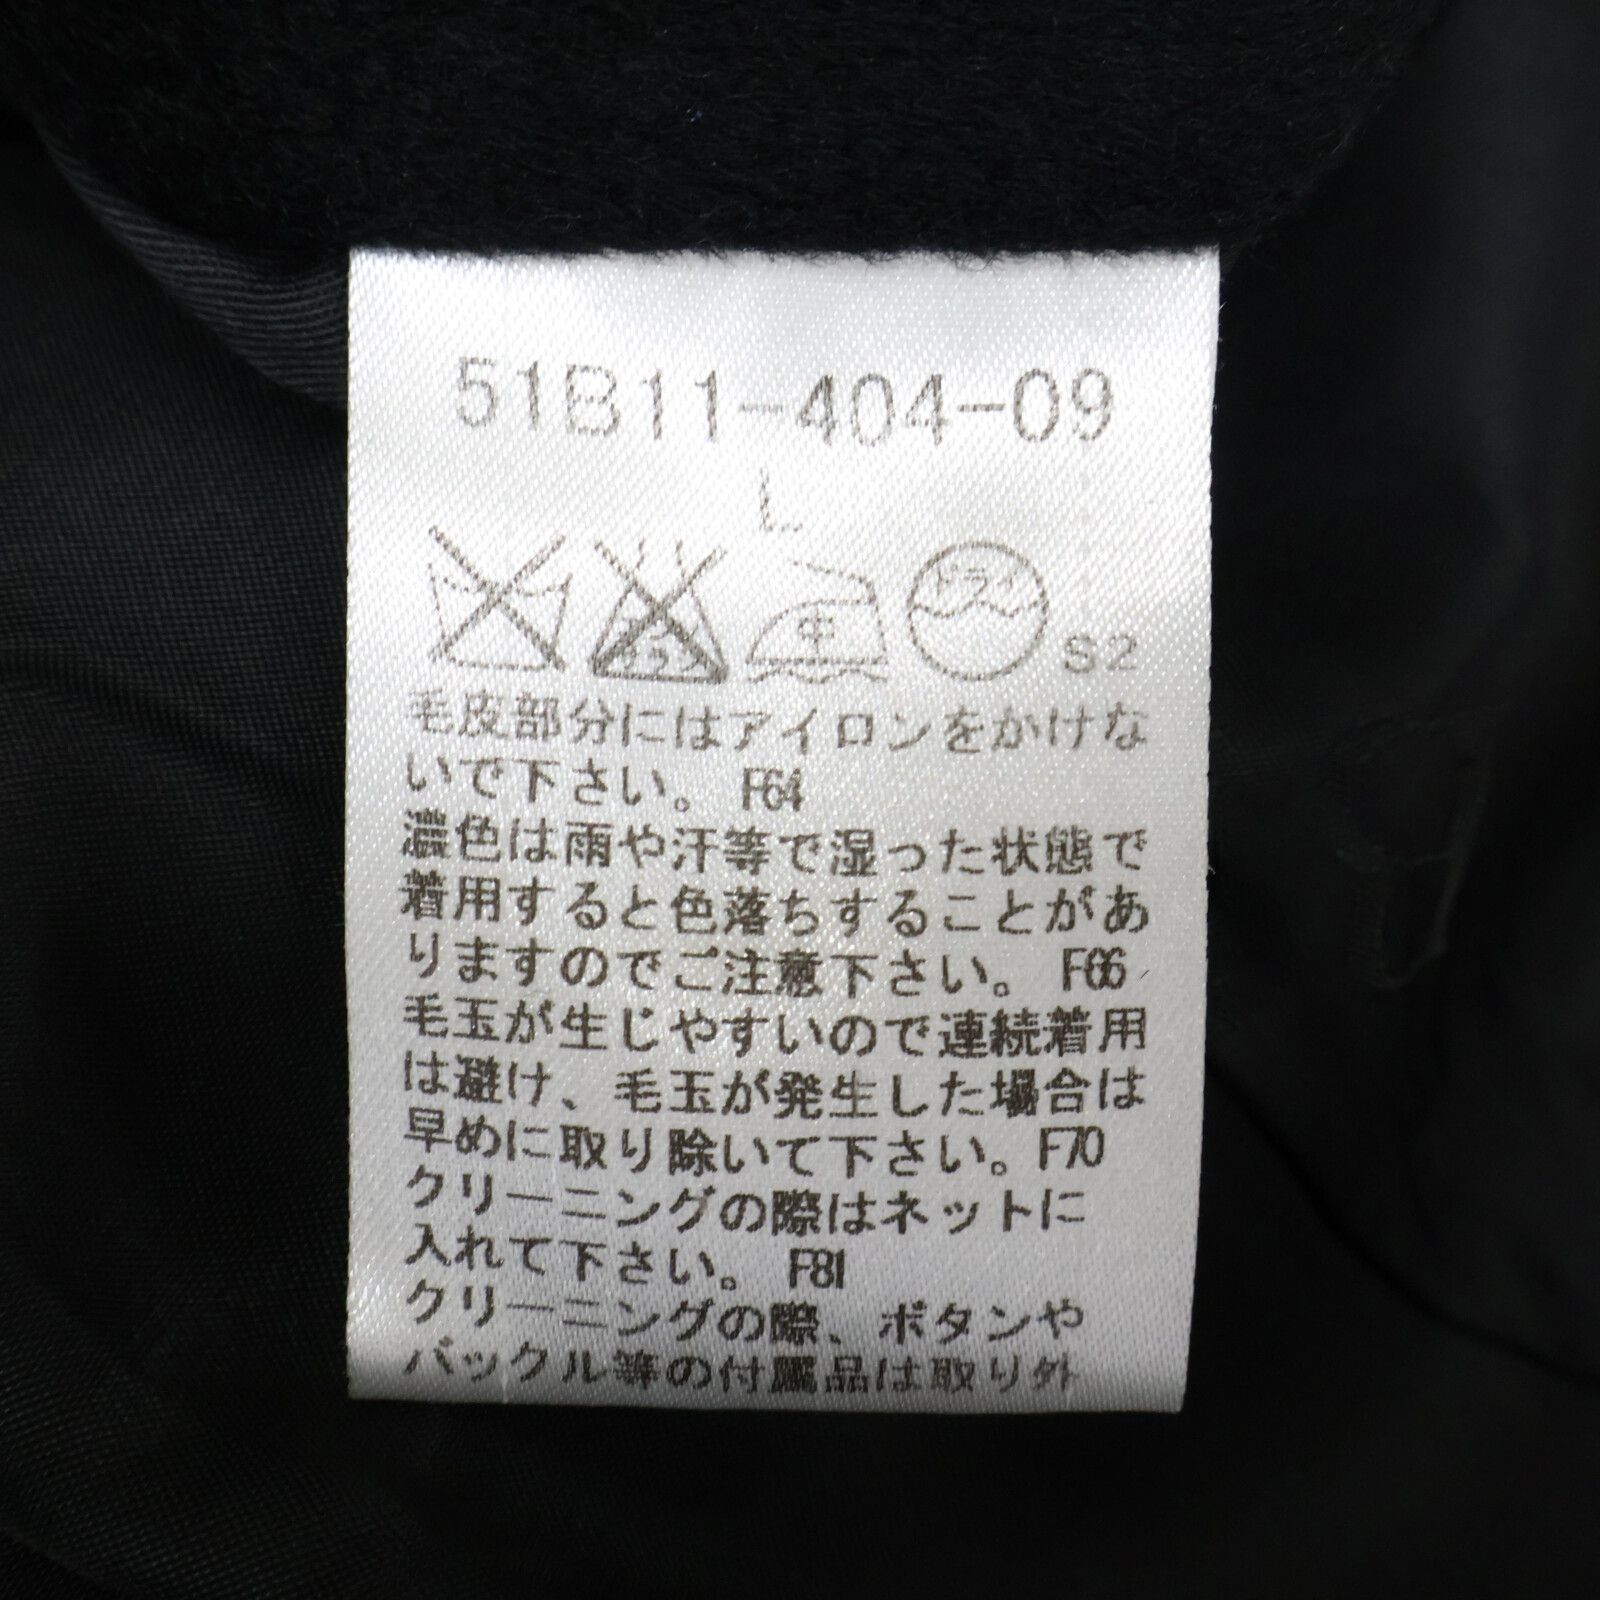 51B11-404-09
L
エンソ
サラシ
中
ドライ
S2
毛皮部分にはアイロンをかけな
いで下さい。 F64
濃色は雨や汗等で湿った状態で
着用すると色落ちすることがあ
りますのでご注意下さい。 F66
毛玉が生じやすいので連続着用
は避け、毛玉が発生した場合は
早めに取り除いて下さい。F70
クリーニングの際はネットに
入れて下さい。 F81
クリーニングの際、ボタンや
バックル等の付属品は取り外